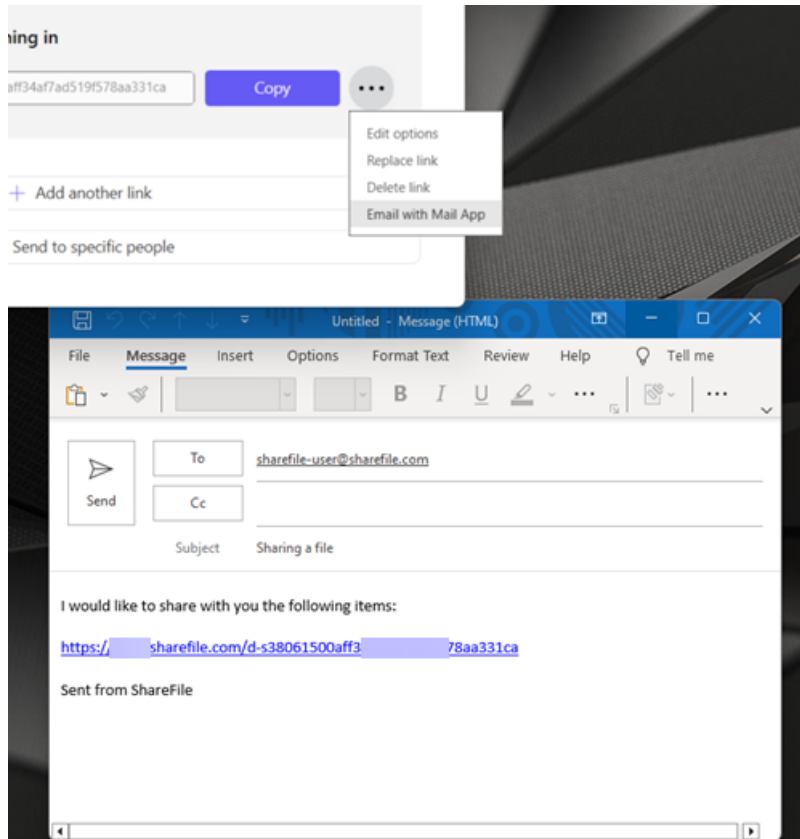 ning in
aff34af7ad519f578aa331ca
Copy
Edit options
Replace link
Delete link
Email with Mail App
+ Add another link
Send to specific people
Untitled - Message (HTML)
File Message Insert Options Format Text Review Help Tell me
B I U
To sharefile-user@sharefile.com
Send
Cc
Subject Sharing a file
I would like to share with you the following items:
https:/ sharefile.com/d-s38061500aff3 78aa331ca
Sent from ShareFile